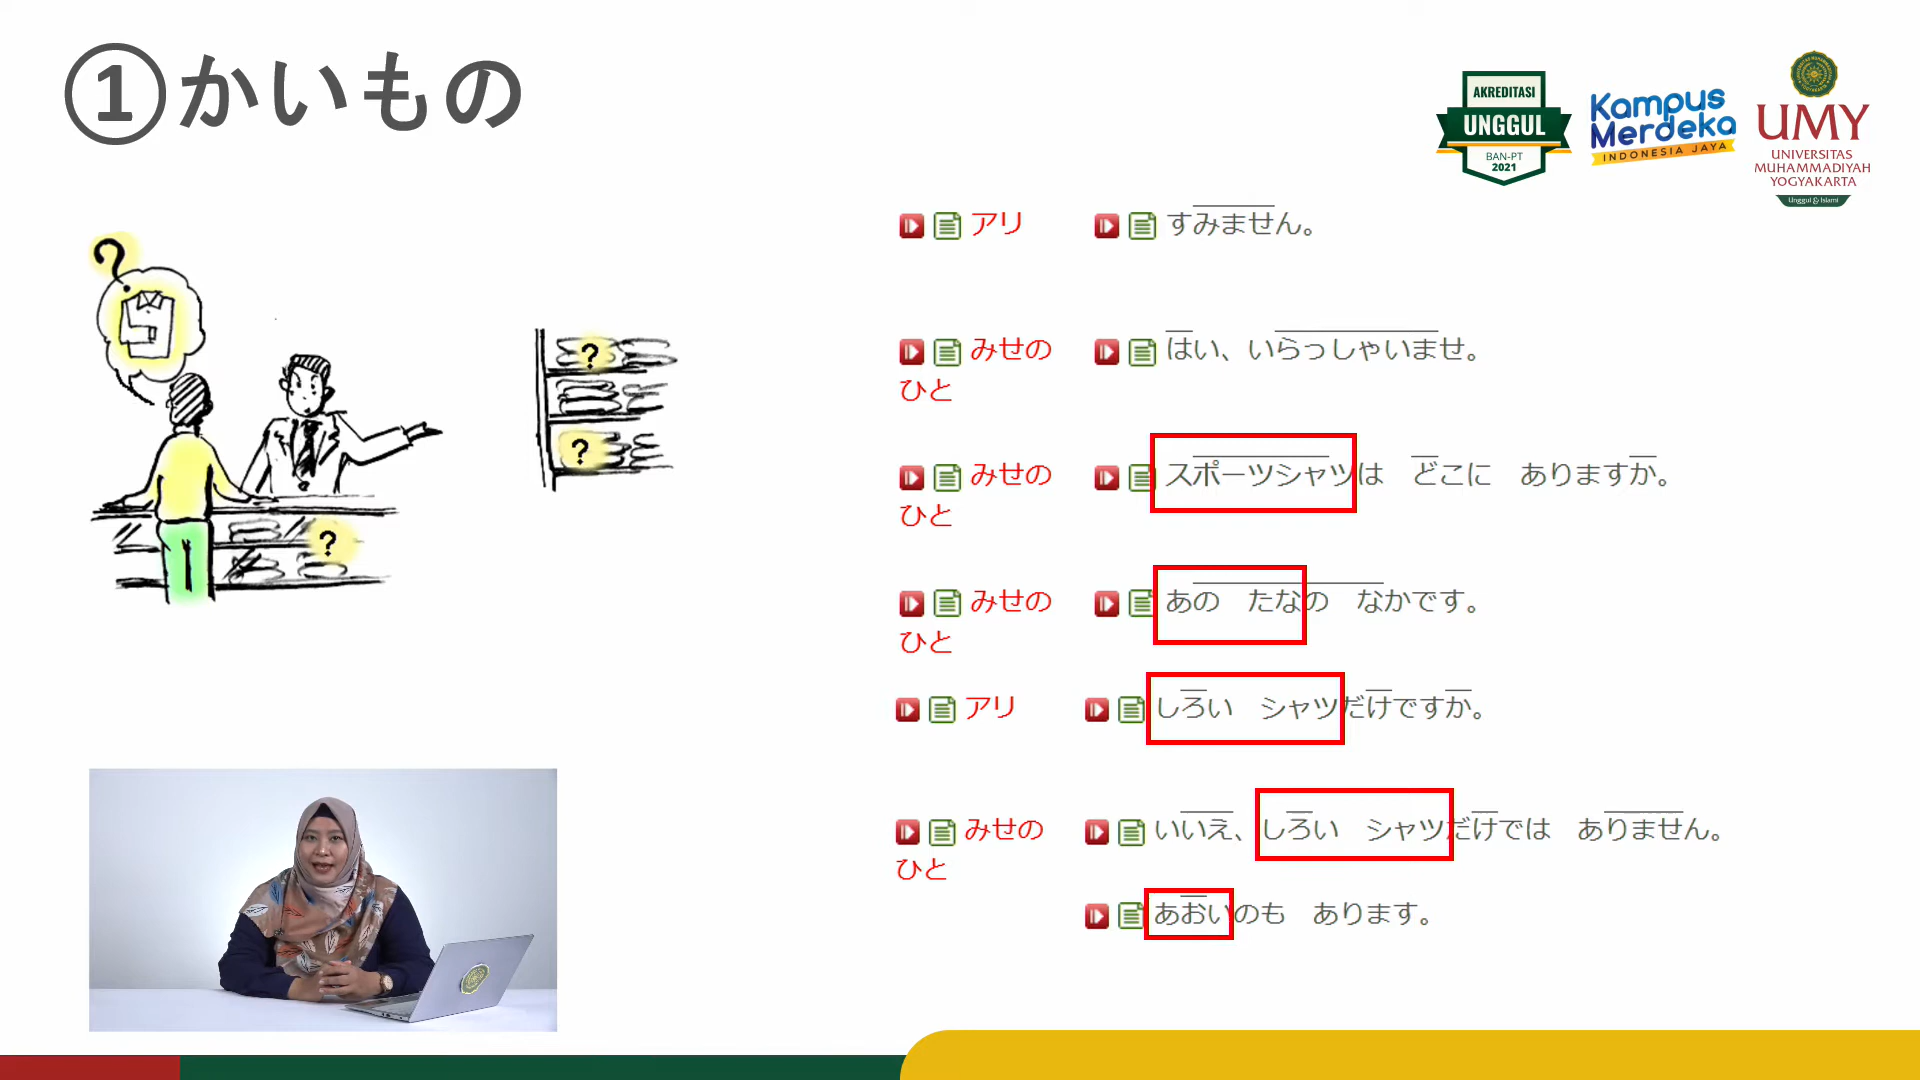 ①かいもの
AKREDITASI
UNGGUL
BAN-PT
2021
Kampus
Merdeka
INDONESIA JAYA
UMY
UNIVERSITAS
MUHAMMADIYAH
YOGYAKARTA
Unggul & Islami
アリ すみません。
みせの はい、いらっしゃいませ。
ひと
みせの スポーツシャツは どこに ありますか。
ひと
みせの あの たなの なかです。
ひと
アリ しろい シャツだけですか。
みせの いいえ、しろい シャツだけでは ありません。
ひと
あおいのも あります。
?
?
?
?